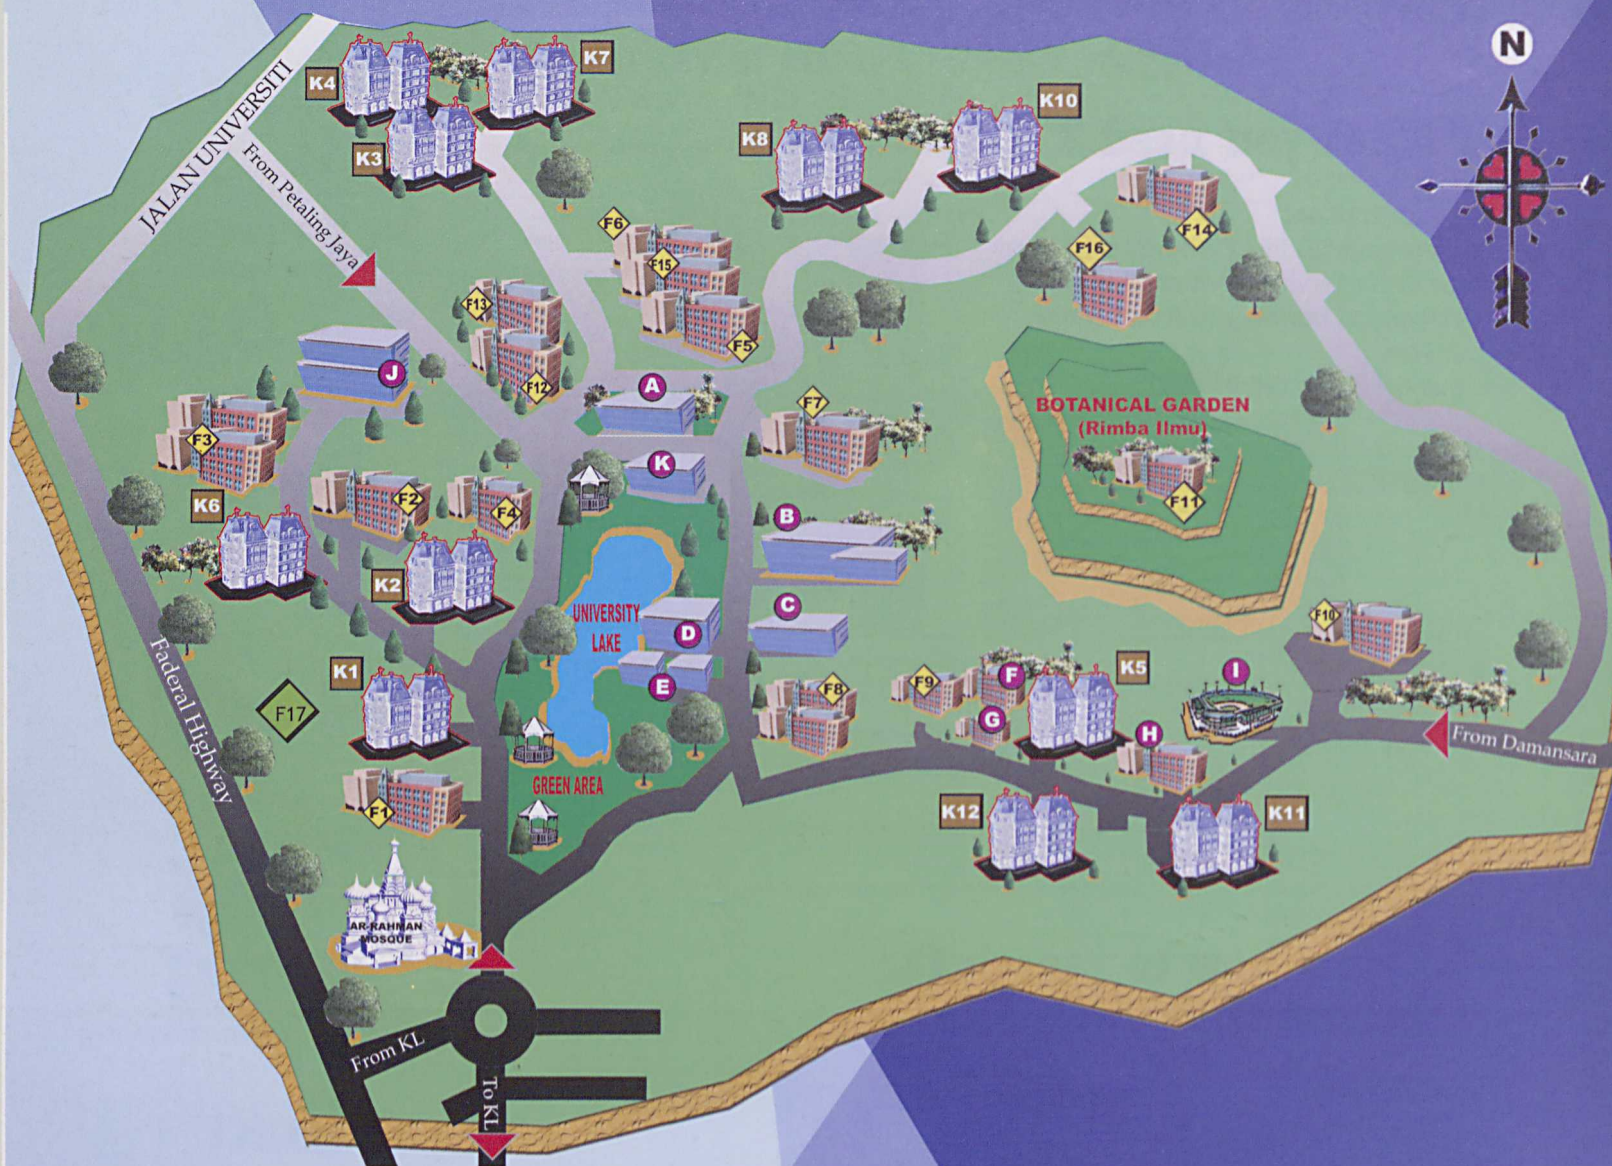 N
K4
K7
K3
K8
K10
JALAN UNIVERSITI
From Petaling Jaya
F6
F15
F5
F13
F12
F16
F14
J
A
F7
K
BOTANICAL GARDEN
(Rimba Ilmu)
F11
F3
K6
F2
F4
K2
B
C
UNIVERSITY
LAKE
D
E
F10
Faderal Highway
F17
K1
F8
F9
F
G
K5
H
I
From Damansara
GREEN AREA
F1
K12
K11
AR-RAHMAN
MOSQUE
From KL
To KL